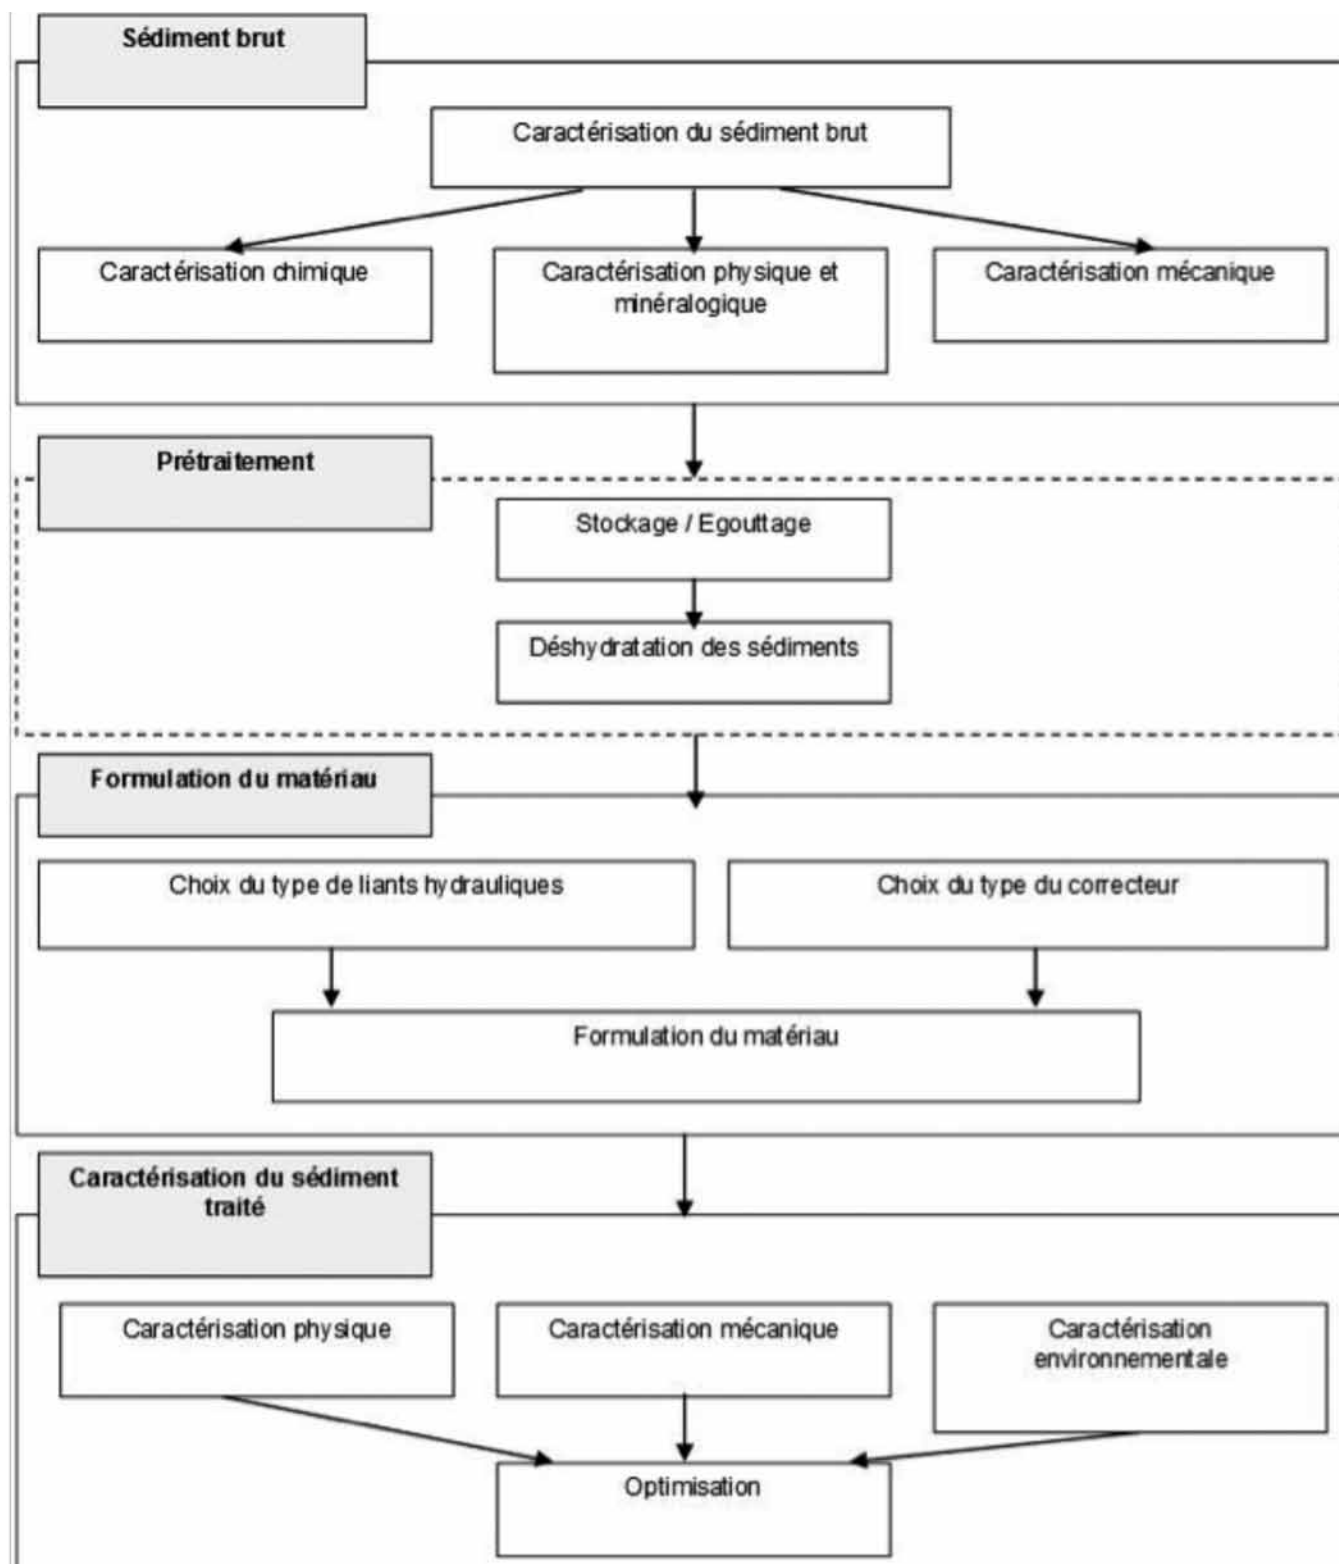 Sédiment brut
Caractérisation du sédiment brut
Caractérisation chimique
Caractérisation physique et
minéralogique
Caractérisation mécanique
Prétraitement
Stockage / Egouttage
Déshydratation des sédiments
Formulation du matériau
Choix du type de liants hydrauliques
Choix du type du correcteur
Formulation du matériau
Caractérisation du sédiment
traité
Caractérisation physique
Caractérisation mécanique
Caractérisation
environnementale
Optimisation